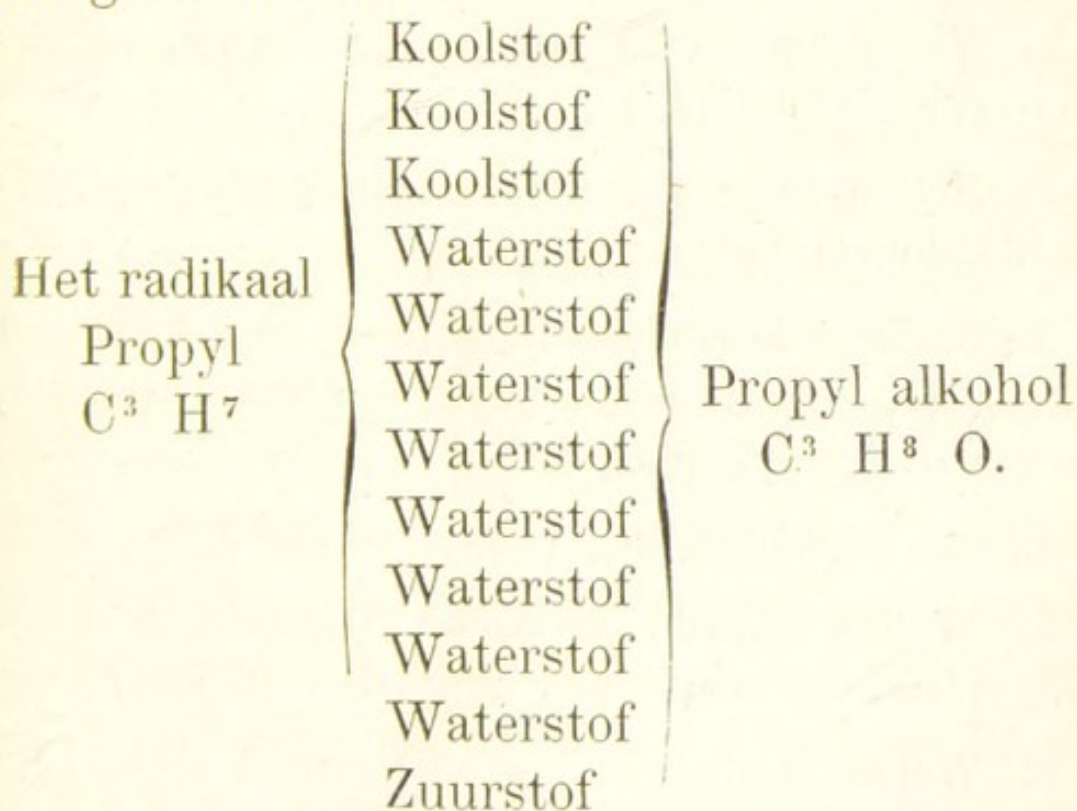 Koolstof
Koolstof
Koolstof
Waterstof
Het radikaal
Waterstof
Propyl
Waterstof
Propyl alkohol
C³ H⁷
Waterstof
C³ H⁸ O.
Waterstof
Waterstof
Waterstof
Waterstof
Zuurstof